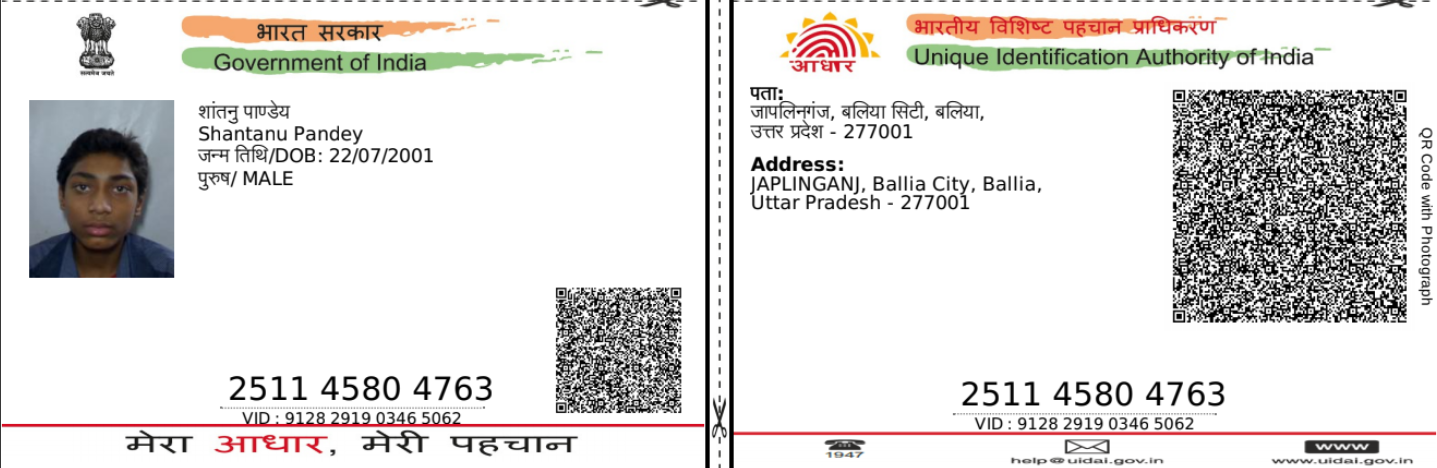 भारत सरकार
Government of India
सत्यमेव जयते
शांतनु पाण्डेय
Shantanu Pandey
जन्म तिथि/DOB: 22/07/2001
पुरुष/ MALE
2511 4580 4763
VID : 9128 2919 0346 5062
मेरा आधार, मेरी पहचान
भारतीय विशिष्ट पहचान प्राधिकरण
Unique Identification Authority of India
आधार
पता:
जापलिनगंज, बलिया सिटी, बलिया,
उत्तर प्रदेश - 277001
Address:
JAPLINGANJ, Ballia City, Ballia,
Uttar Pradesh - 277001
QR Code with Photograph
2511 4580 4763
VID : 9128 2919 0346 5062
1947
help@uidai.gov.in
www
www.uidai.gov.in